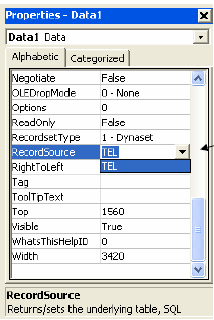 Properties - Data1
Data1 Data
Alphabetic Categorized
Negotiate False
OLEDropMode 0 - None
Options 0
ReadOnly False
RecordsetType 1 - Dynaset
RecordSource TEL
RightToLeft TEL
Tag
ToolTipText
Top 1560
Visible True
WhatsThisHelpID 0
Width 3420
RecordSource
Returns/sets the underlying table, SQL